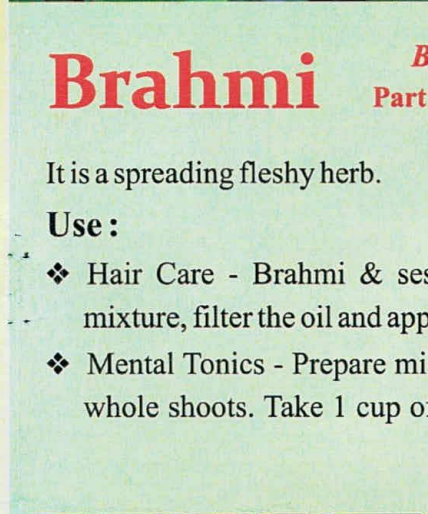 Brahmi
B
Part
It is a spreading fleshy herb.
Use :
❖ Hair Care - Brahmi & ses
mixture, filter the oil and app
❖ Mental Tonics - Prepare mi
whole shoots. Take 1 cup o